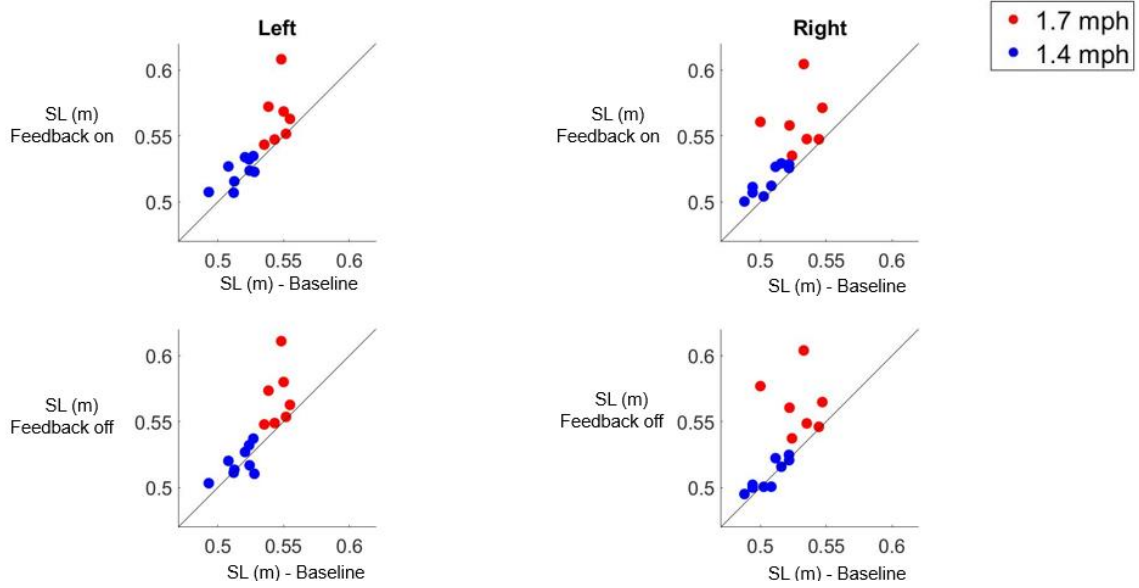 Left
Right
1.7 mph
1.4 mph
0.6
SL (m)
Feedback on
0.55
0.5
0.5 0.55 0.6
SL (m) - Baseline
0.6
SL (m)
Feedback on
0.55
0.5
0.5 0.55 0.6
SL (m) - Baseline
0.6
SL (m)
Feedback off
0.55
0.5
0.5 0.55 0.6
SL (m) - Baseline
0.6
SL (m)
Feedback off
0.55
0.5
0.5 0.55 0.6
SL (m) - Baseline